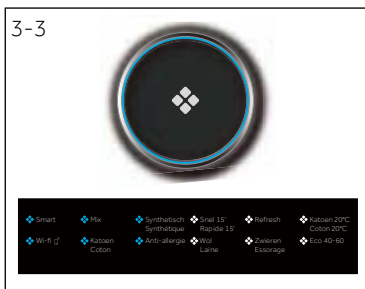 3-3
Smart
Mix
Synthetisch
Synthétique
Snel 15'
Rapide 15'
Refresh
Katoen 20°C
Coton 20°C
Wi-fi
Katoen
Coton
Anti-allergie
Wol
Laine
Zwieren
Essorage
Eco 40-60